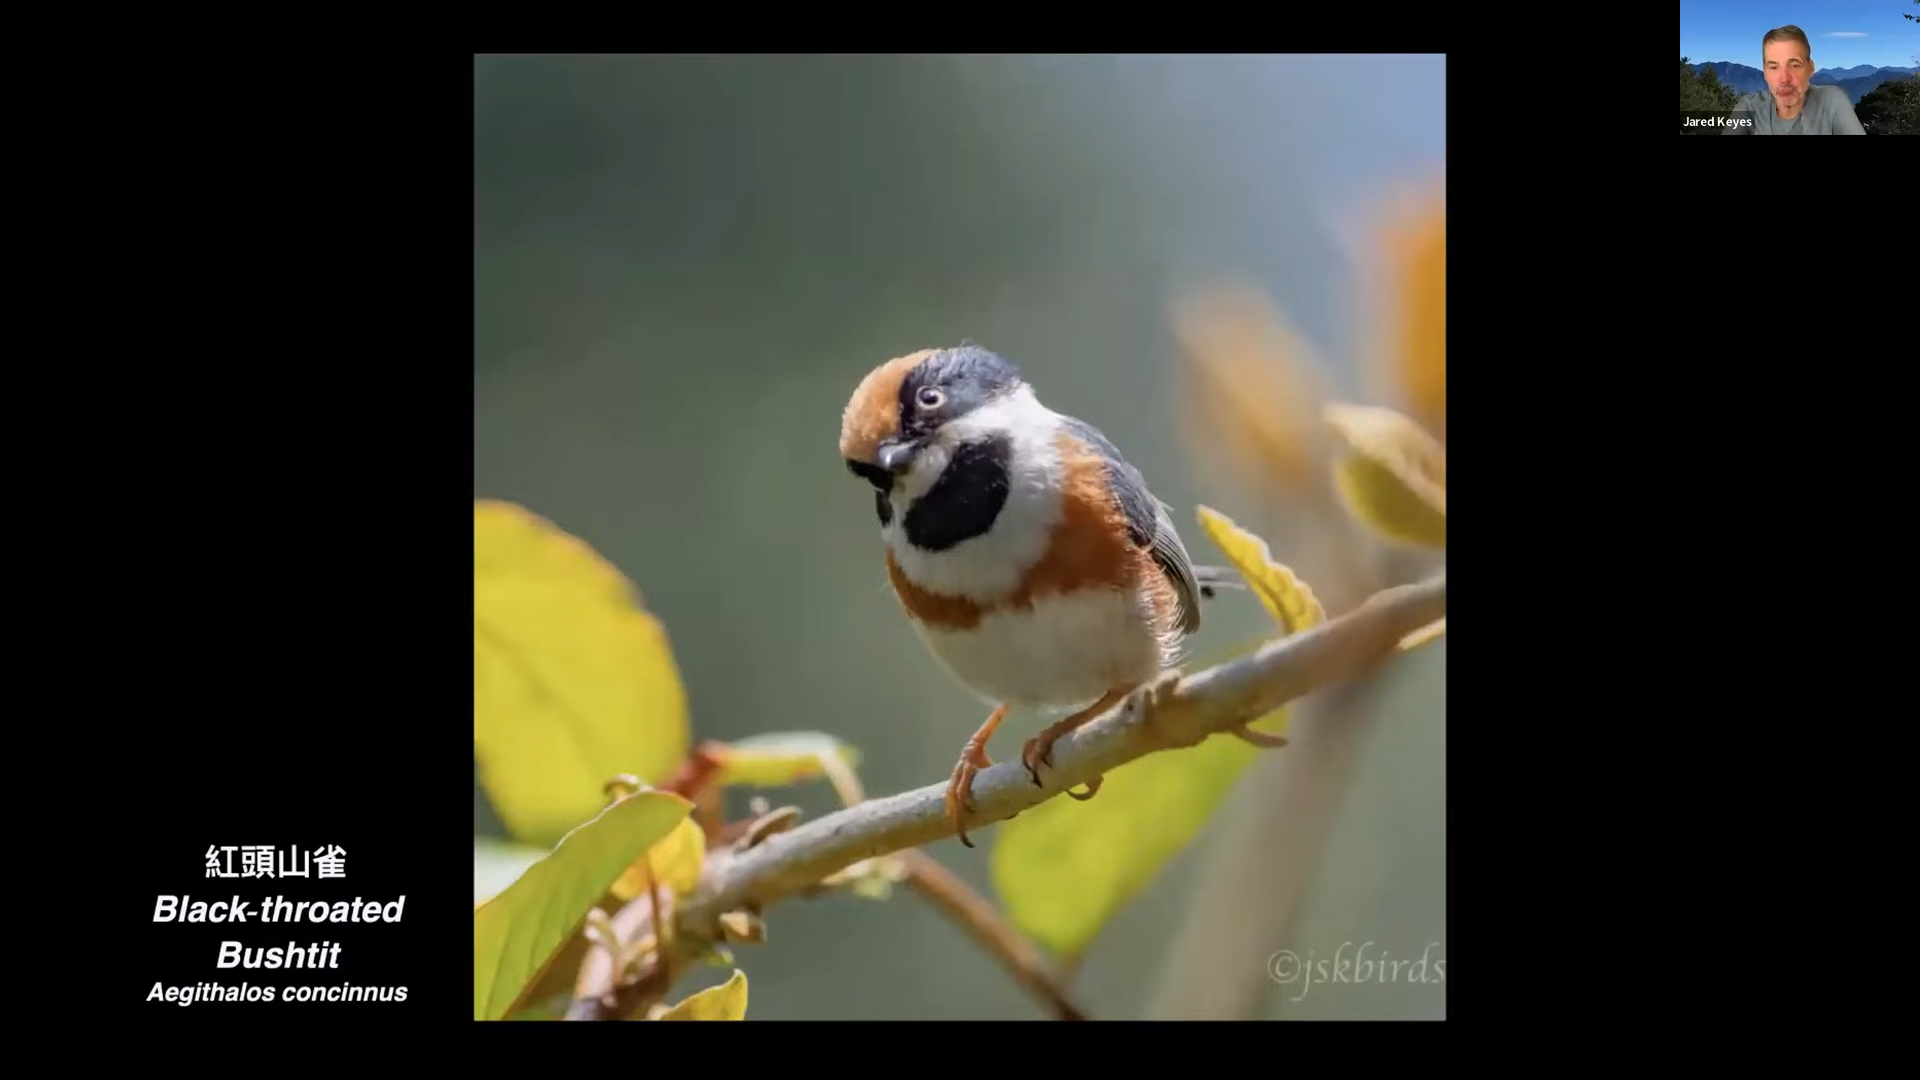 Jared Keyes
紅頭山雀
Black-throated
Bushtit
Aegithalos concinnus
©jskbirds